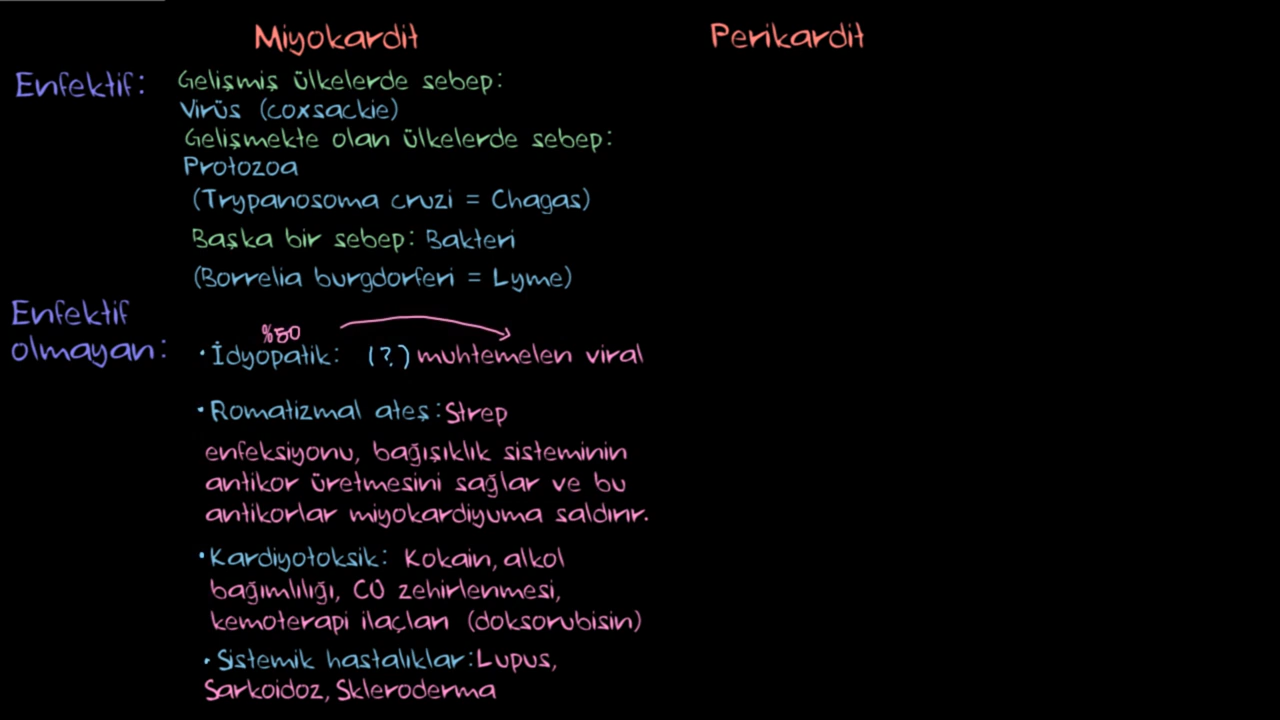 Miyokardit
Perikardit
Enfektif:
Gelişmiş ülkelerde sebep:
Virüs (coxsackie)
Gelişmekte olan ülkelerde sebep:
Protozoa
(Trypanosoma cruzi = Chagas)
Başka bir sebep: Bakteri
(Borrelia burgdorferi = Lyme)
Enfektif
olmayan:
%50
• İdyopatik: (?) muhtemelen viral
• Romatizmal ateş: Strep
enfeksiyonu, bağışıklık sisteminin
antikor üretmesini sağlar ve bu
antikorlar miyokardiyuma saldırır.
• Kardiyotoksik: Kokain, alkol
bağımlılığı, CO zehirlenmesi,
kemoterapi ilaçları (doksorubisin)
• Sistemik hastalıklar: Lupus,
Sarkoidoz, Skleroderma